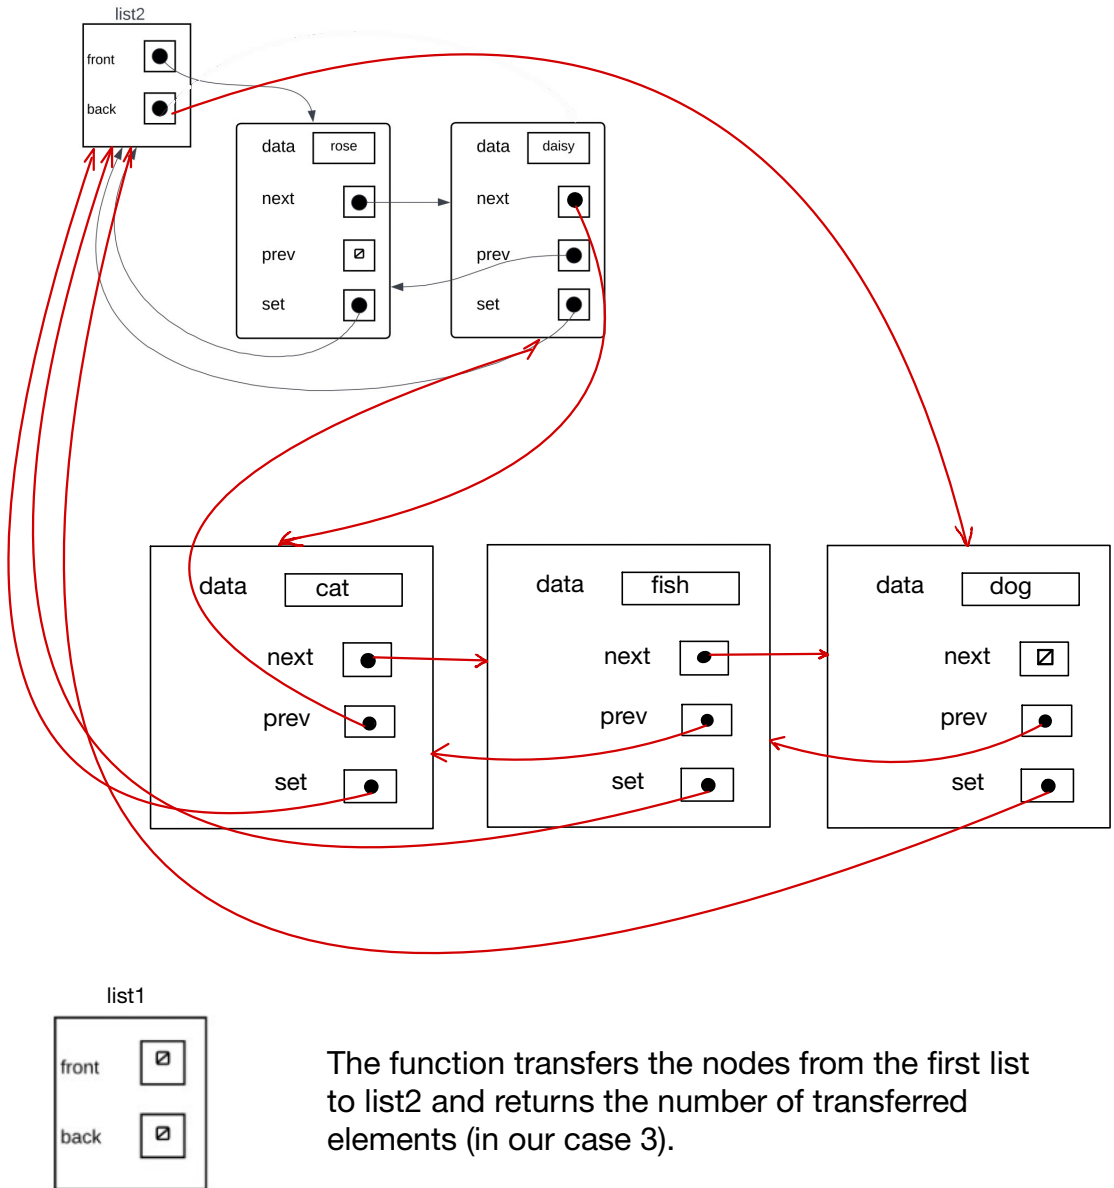 list2
front
back
data rose
next
prev
set
data daisy
next
prev
set
data cat
next
prev
set
data fish
next
prev
set
data dog
next
prev
set
list1
front
back
The function transfers the nodes from the first list
to list2 and returns the number of transferred
elements (in our case 3).